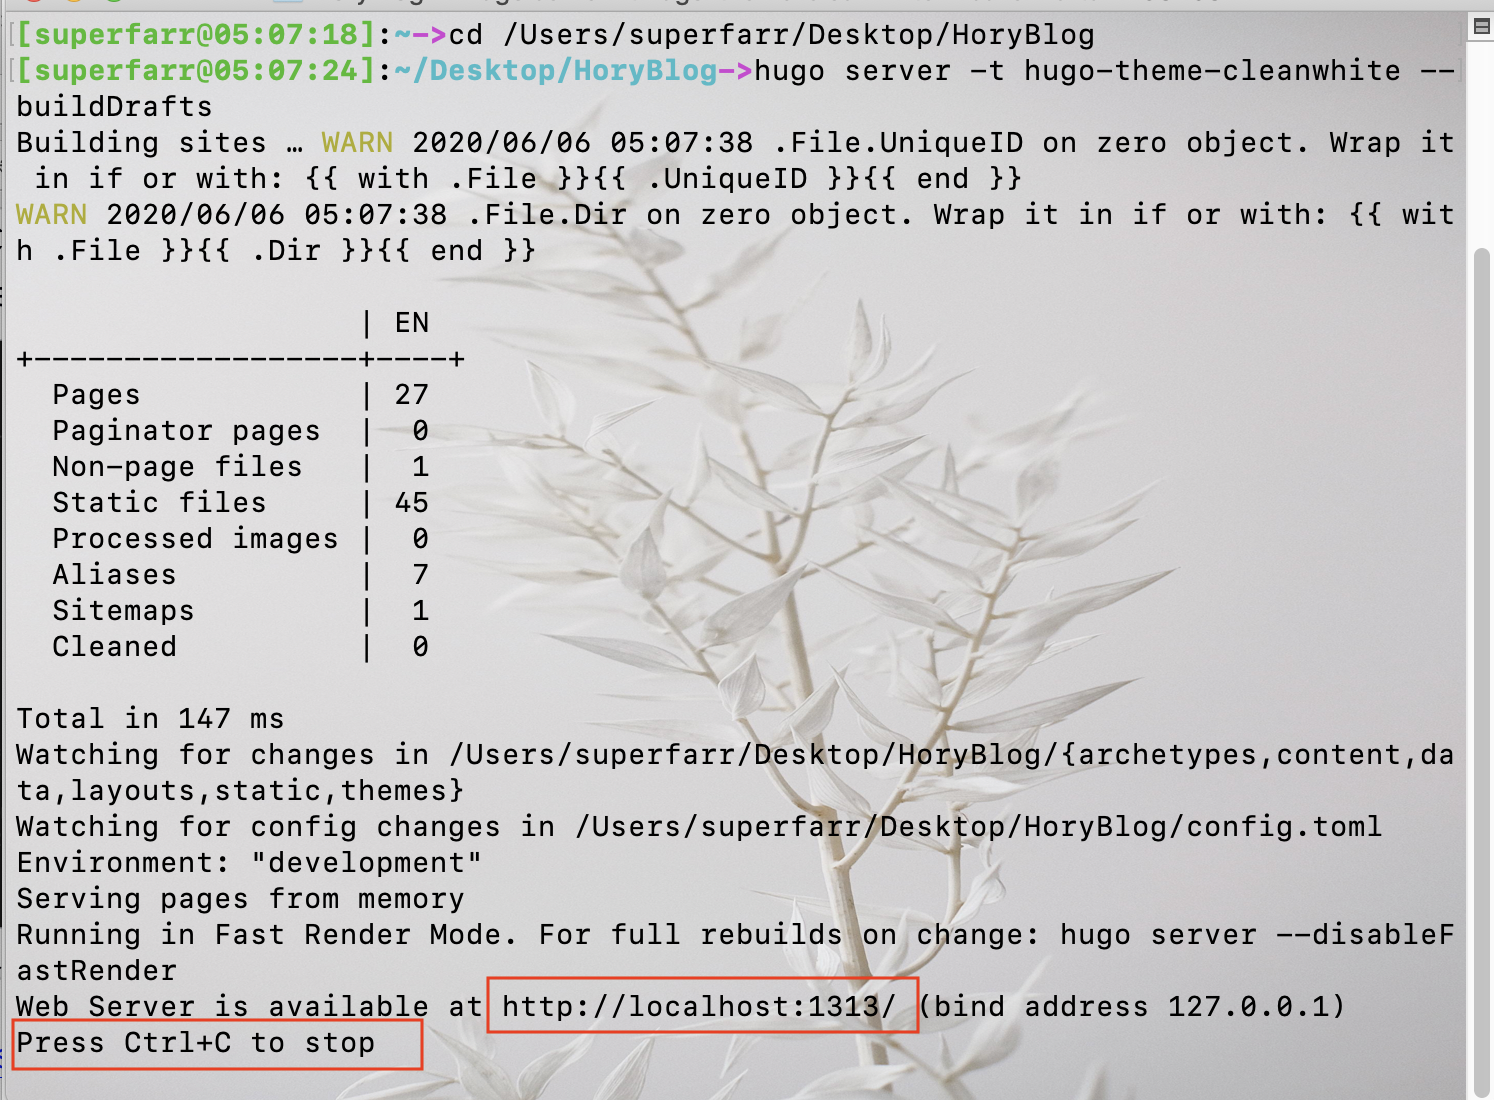 [superfarr@05:07:18]:~->cd /Users/superfarr/Desktop/HoryBlog
[superfarr@05:07:24]:~/Desktop/HoryBlog->hugo server -t hugo-theme-cleanwhite --
buildDrafts
Building sites … WARN 2020/06/06 05:07:38 .File.UniqueID on zero object. Wrap it
 in if or with: {{ with .File }}{{ .UniqueID }}{{ end }}
WARN 2020/06/06 05:07:38 .File.Dir on zero object. Wrap it in if or with: {{ wit
h .File }}{{ .Dir }}{{ end }}
                   | EN
+------------------+----+
  Pages            | 27
  Paginator pages  |  0
  Non-page files   |  1
  Static files     | 45
  Processed images |  0
  Aliases          |  7
  Sitemaps         |  1
  Cleaned          |  0
Total in 147 ms
Watching for changes in /Users/superfarr/Desktop/HoryBlog/{archetypes,content,da
ta,layouts,static,themes}
Watching for config changes in /Users/superfarr/Desktop/HoryBlog/config.toml
Environment: "development"
Serving pages from memory
Running in Fast Render Mode. For full rebuilds on change: hugo server --disableF
astRender
Web Server is available at http://localhost:1313/ (bind address 127.0.0.1)
Press Ctrl+C to stop